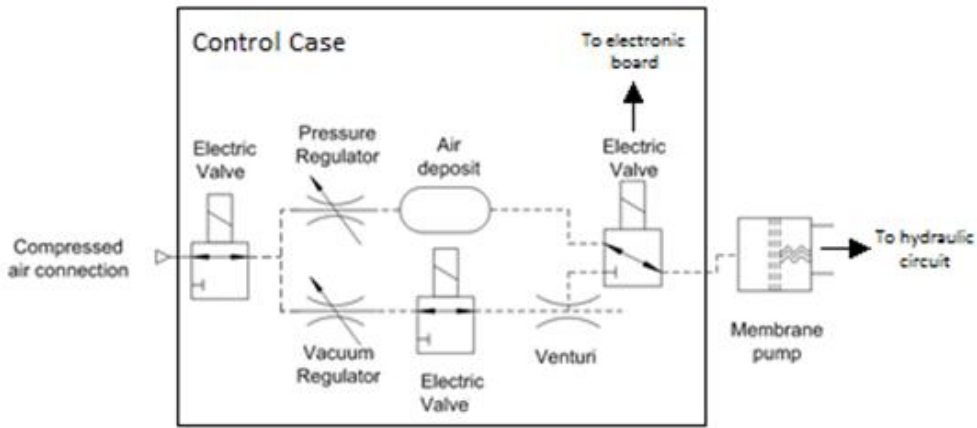 Control Case
To electronic
board
Electric
Valve
Pressure
Regulator
Air
deposit
Electric
Valve
Compressed
air connection
To hydraulic
circuit
Vacuum
Regulator
Electric
Valve
Venturi
Membrane
pump